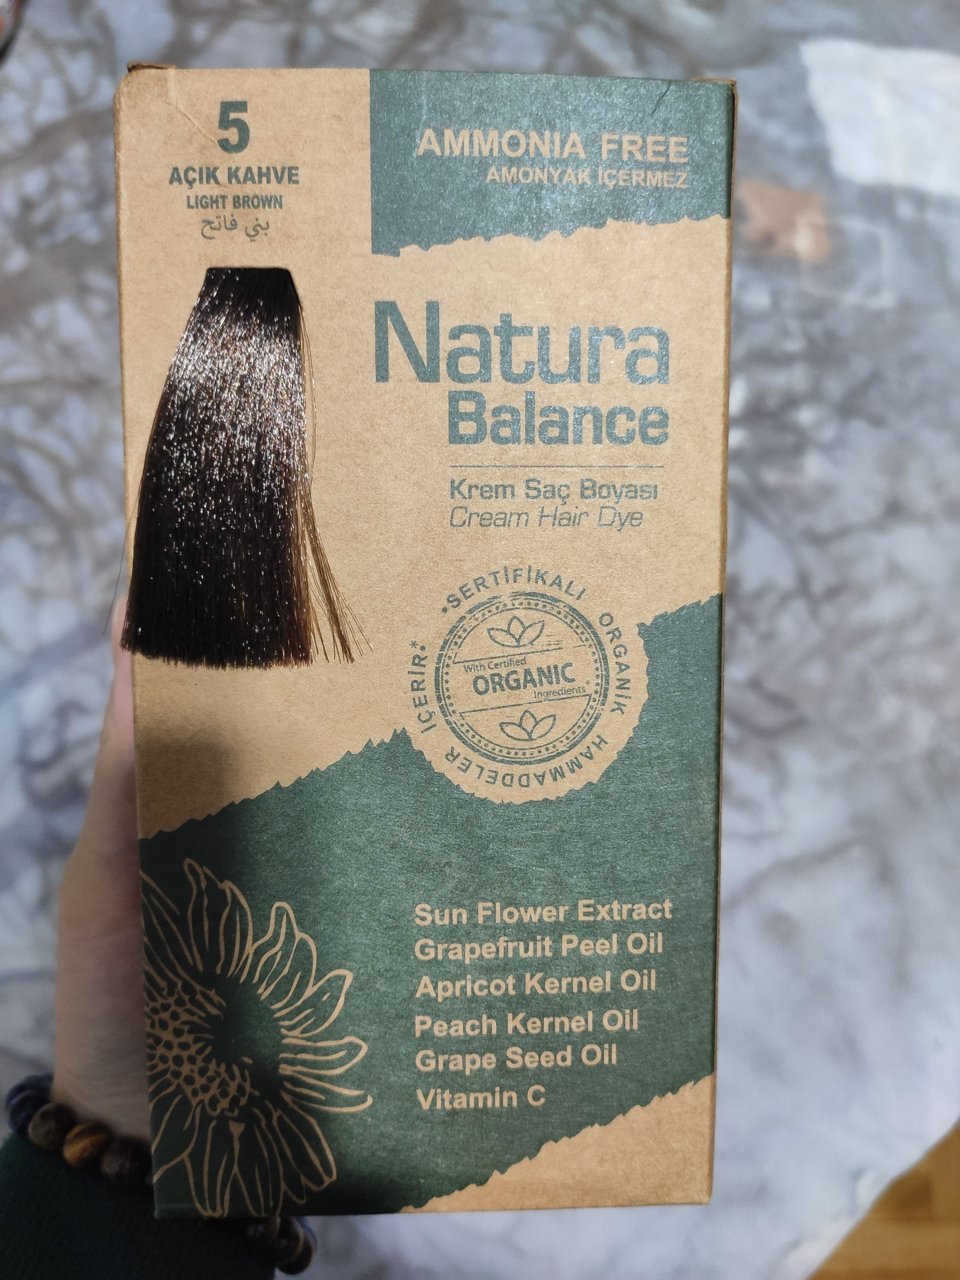 5
AÇIK KAHVE
LIGHT BROWN
بني فاتح
AMMONIA FREE
AMONYAK İÇERMEZ
Natura
Balance
Krem Saç Boyası
Cream Hair Dye
•SERTİFİKALI ORGANİK HAMMADDELER İÇERİR*•
With Certified
ORGANIC
Ingredients
Sun Flower Extract
Grapefruit Peel Oil
Apricot Kernel Oil
Peach Kernel Oil
Grape Seed Oil
Vitamin C